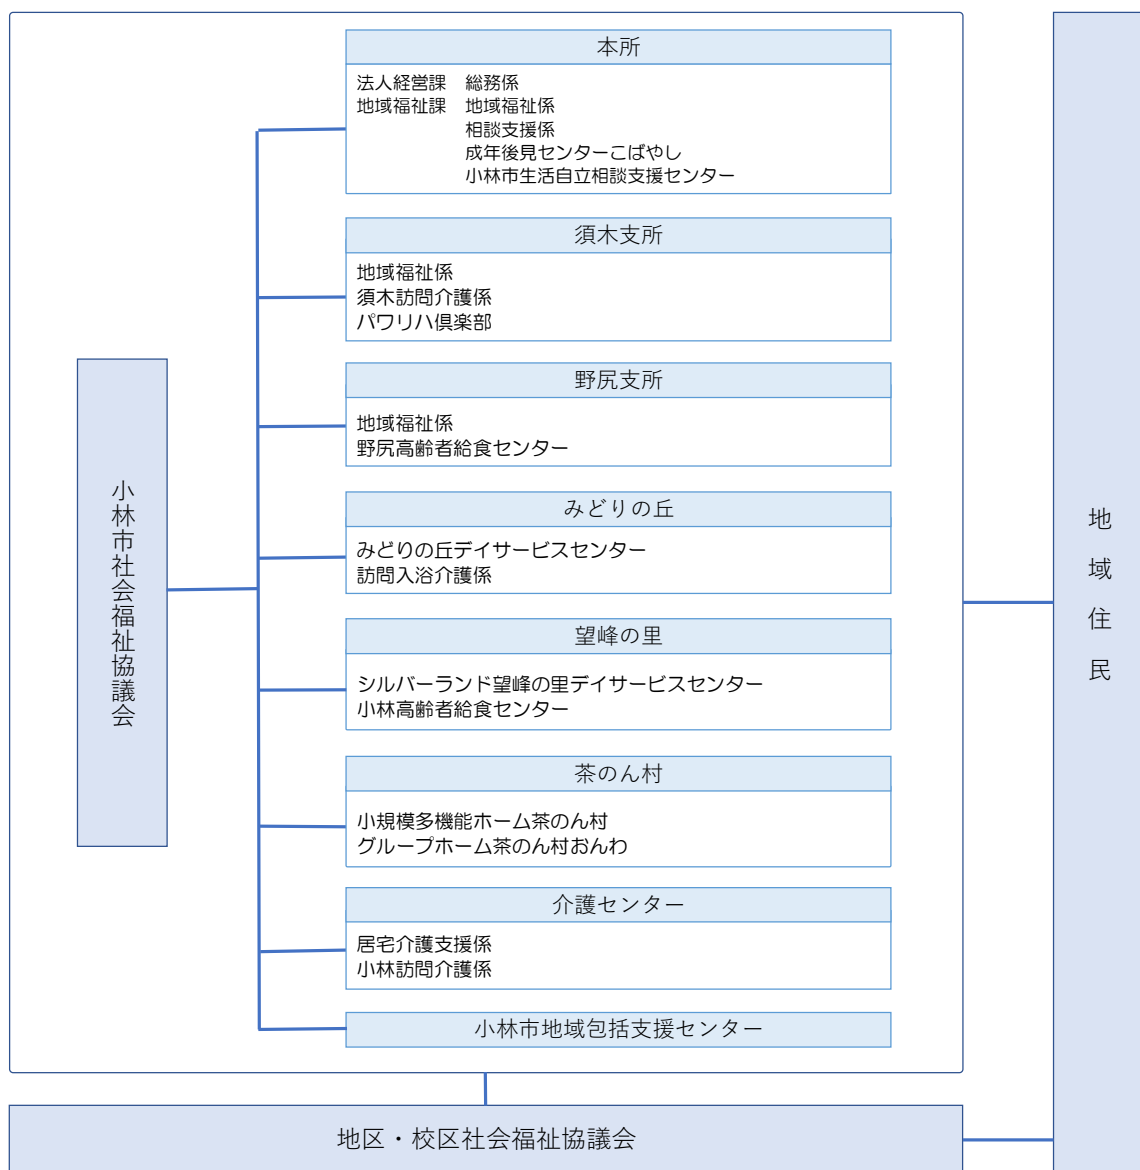 本所
法人経営課 総務係
地域福祉課 地域福祉係
相談支援係
成年後見センターこばやし
小林市生活自立相談支援センター
須木支所
地域福祉係
須木訪問介護係
パワリハ倶楽部
野尻支所
地域福祉係
野尻高齢者給食センター
みどりの丘
みどりの丘デイサービスセンター
訪問入浴介護係
望峰の里
シルバーランド望峰の里デイサービスセンター
小林高齢者給食センター
茶のん村
小規模多機能ホーム茶のん村
グループホーム茶のん村おんわ
介護センター
居宅介護支援係
小林訪問介護係
小林市地域包括支援センター
小林市社会福祉協議会
地域住民
地区・校区社会福祉協議会